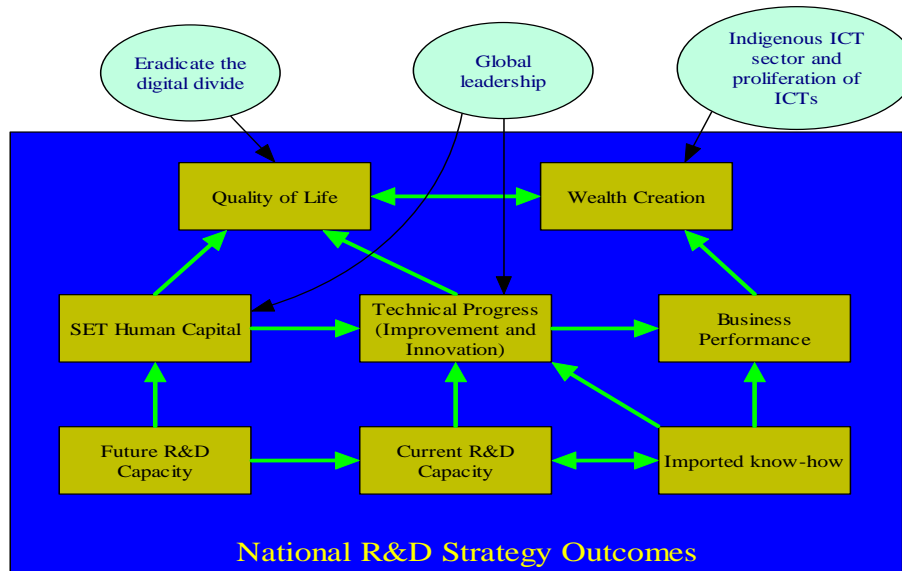 Eradicate the
digital divide
Global
leadership
Indigenous ICT
sector and
proliferation of
ICTs
Quality of Life
Wealth Creation
SET Human Capital
Technical Progress
(Improvement and
Innovation)
Business
Performance
Future R&D
Capacity
Current R&D
Capacity
Imported know-how
National R&D Strategy Outcomes